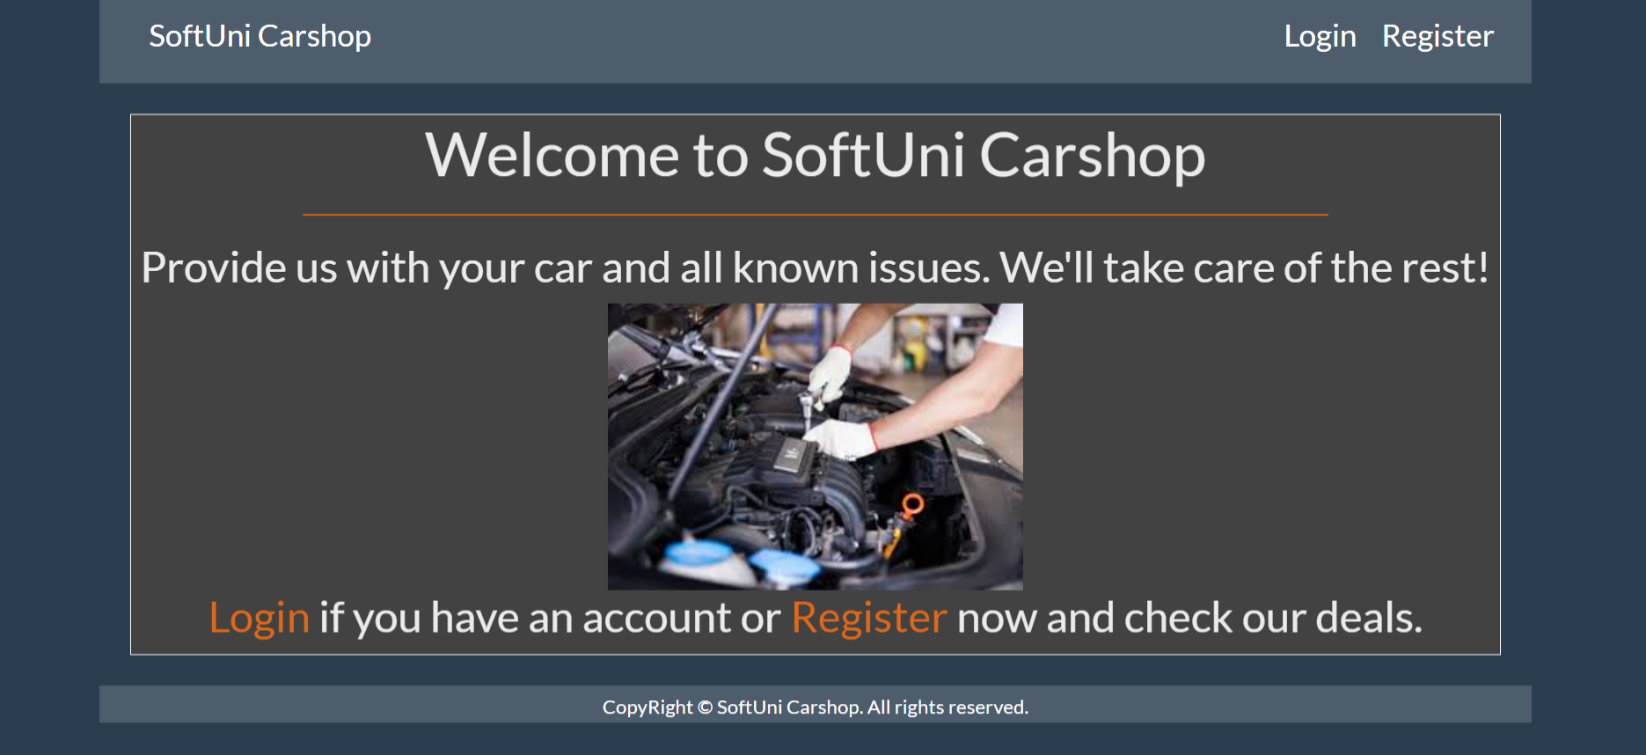 SoftUni Carshop
Login Register
Welcome to SoftUni Carshop
Provide us with your car and all known issues. We'll take care of the rest!
Login if you have an account or Register now and check our deals.
CopyRight © SoftUni Carshop. All rights reserved.